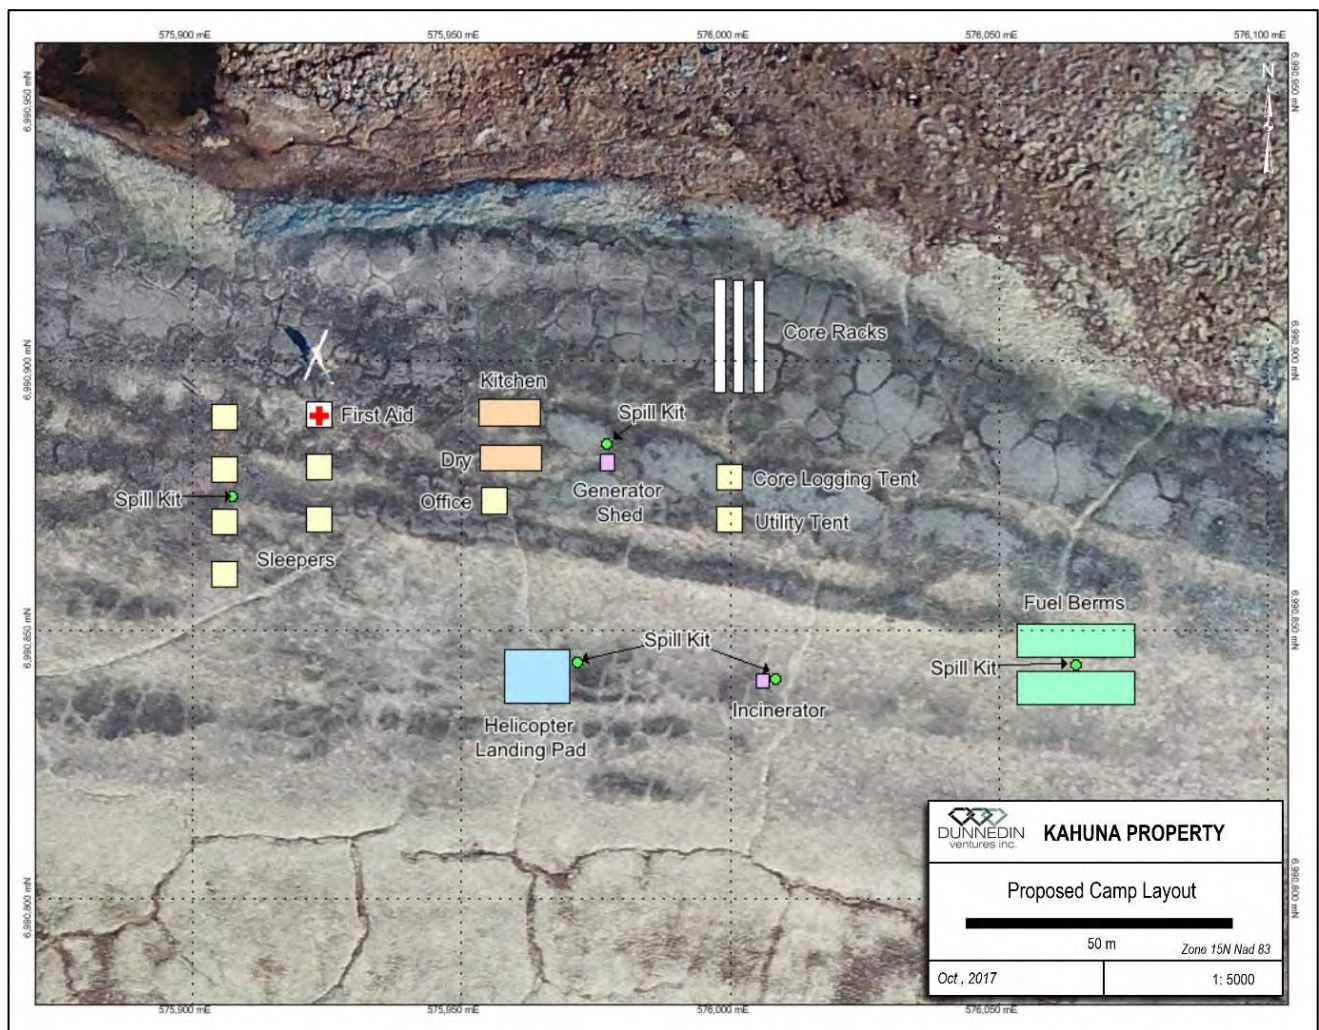 575,900 mE
575,950 mE
576,000 mE
576,050 mE
576,100 mE
6,990,950 mN
6,990,950 mN
N
Core Racks
6,990,900 mN
6,990,900 mN
Kitchen
First Aid
Spill Kit
Dry
Core Logging Tent
Spill Kit
Office
Generator
Shed
Utility Tent
Sleepers
Fuel Berms
6,990,850 mN
6,990,850 mN
Spill Kit
Spill Kit
Incinerator
Helicopter
Landing Pad
DUNNEDIN
ventures inc.
KAHUNA PROPERTY
Proposed Camp Layout
6,990,800 mN
6,990,800 mN
50 m
Zone 15N Nad 83
Oct , 2017
1: 5000
575,900 mE
575,950 mE
576,000 mE
576,050 mE